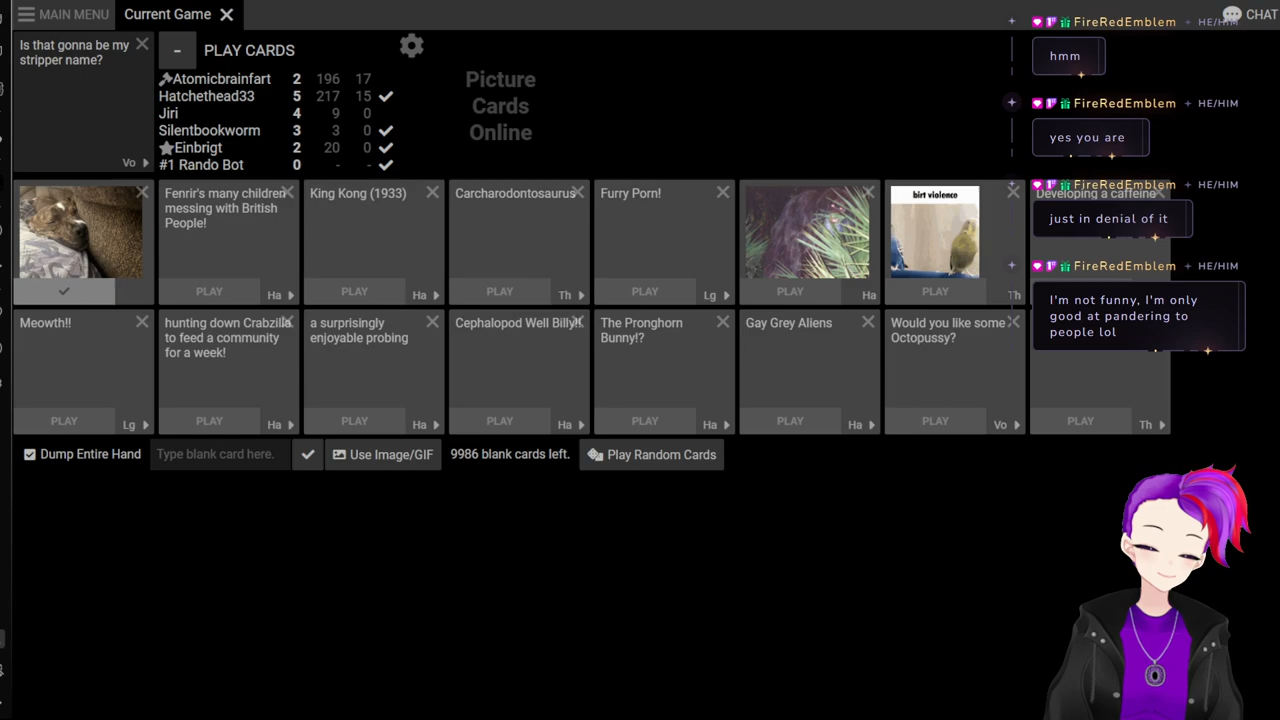 MAIN MENU
Current Game
CHAT
Is that gonna be my
stripper name?
Vo
-
PLAY CARDS
Atomicbrainfart 2 196 17
Hatchethead33 5 217 15
Jiri 4 9 0
Silentbookworm 3 3 0
Einbrigt 2 20 0
#1 Rando Bot 0 - -
Picture
Cards
Online
FireRedEmblem HE/HIM
hmm
FireRedEmblem HE/HIM
yes you are
FireRedEmblem HE/HIM
just in denial of it
FireRedEmblem HE/HIM
I'm not funny, I'm only
good at pandering to
people lol
Fenrir's many children
messing with British
People!
PLAY Ha
King Kong (1933)
PLAY Ha
Carcharodontosaurus
PLAY Th
Furry Porn!
PLAY Lg
PLAY Ha
birt violence
PLAY Th
Developing a caffeine
Meowth!!
PLAY Lg
hunting down Crabzilla
to feed a community
for a week!
PLAY Ha
a surprisingly
enjoyable probing
PLAY Ha
Cephalopod Well Billy!!
PLAY Ha
The Pronghorn
Bunny!?
PLAY Ha
Gay Grey Aliens
PLAY Ha
Would you like some
Octopussy?
PLAY Vo
PLAY Th
Dump Entire Hand
Type blank card here.
Use Image/GIF
9986 blank cards left.
Play Random Cards